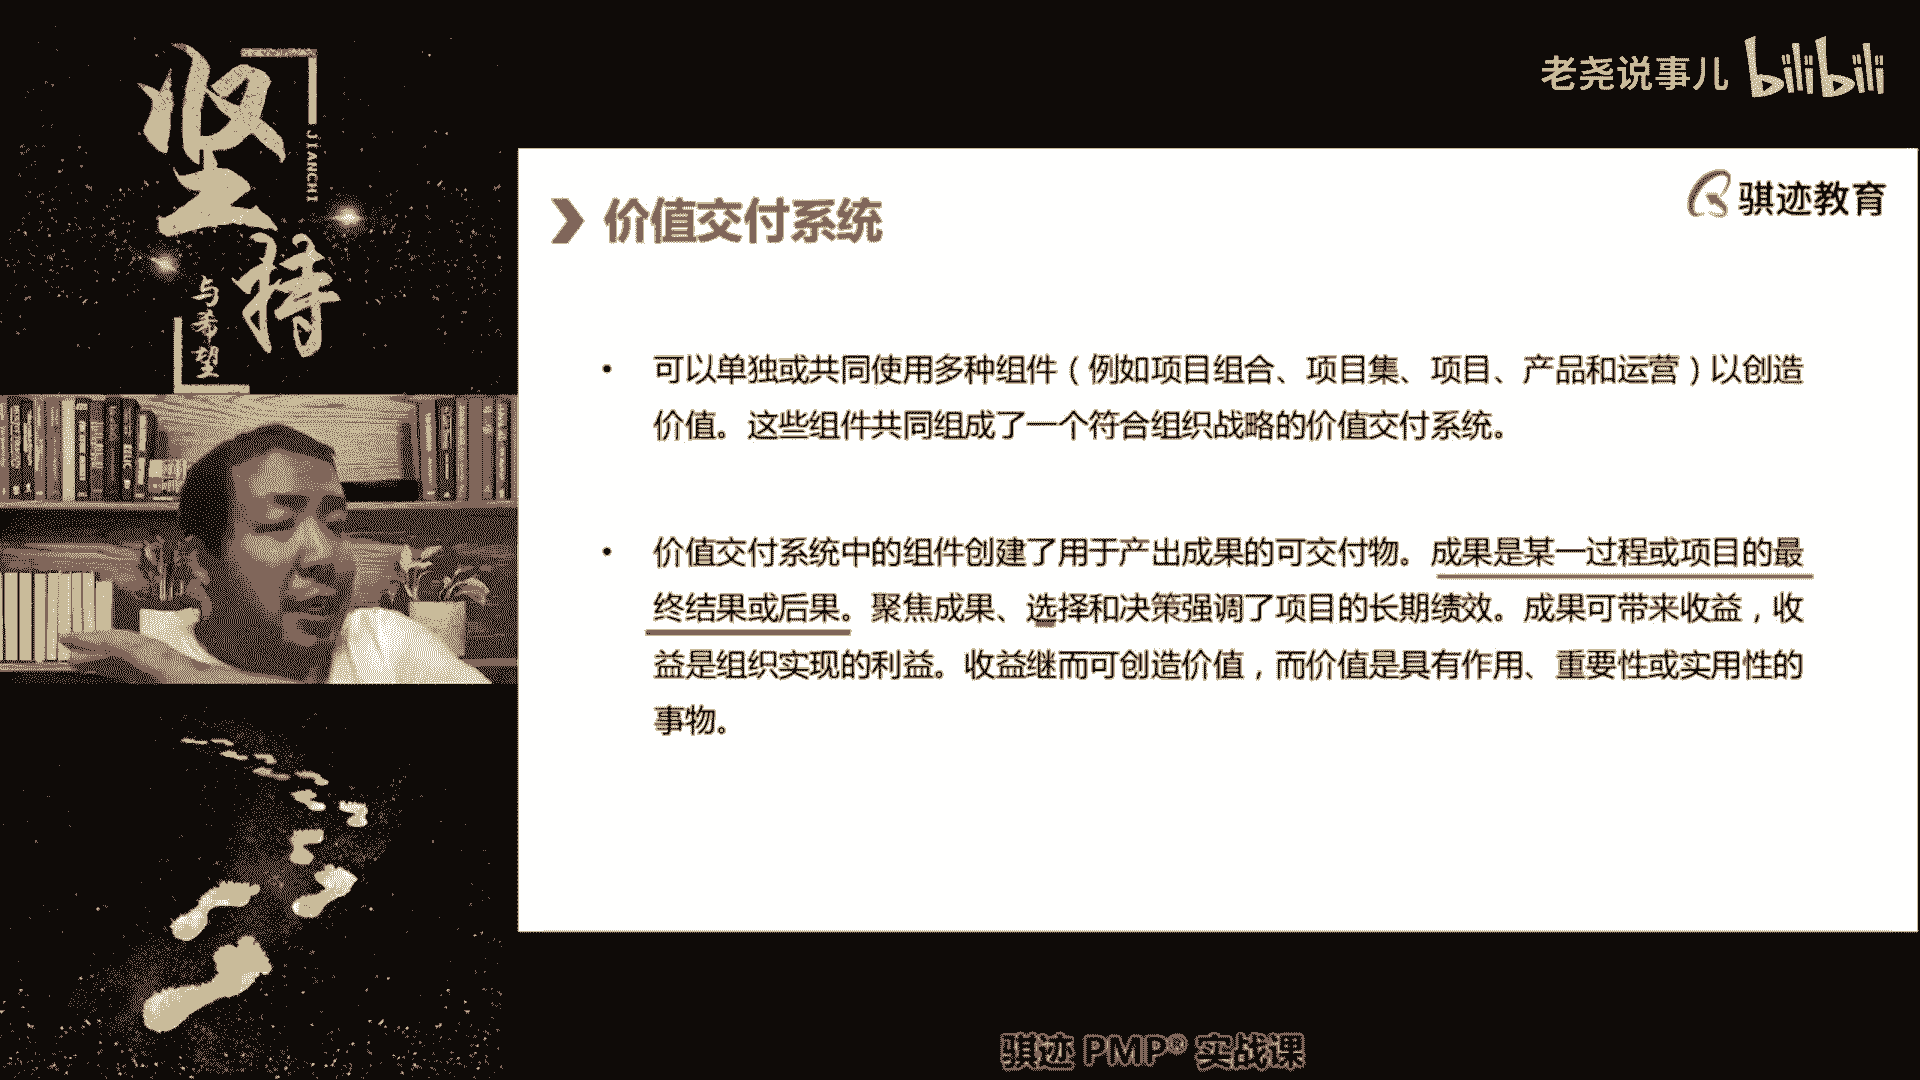 坚持
JIANCHI
与希望
老尧说事儿 bilibili
骐迹教育
价值交付系统
• 可以单独或共同使用多种组件（例如项目组合、项目集、项目、产品和运营）以创造
价值。这些组件共同组成了一个符合组织战略的价值交付系统。
• 价值交付系统中的组件创建了用于产出成果的可交付物。成果是某一过程或项目的最
终结果或后果。聚焦成果、选择和决策强调了项目的长期绩效。成果可带来收益，收
益是组织实现的利益。收益继而可创造价值，而价值是具有作用、重要性或实用性的
事物。
骐迹 PMP® 实战课